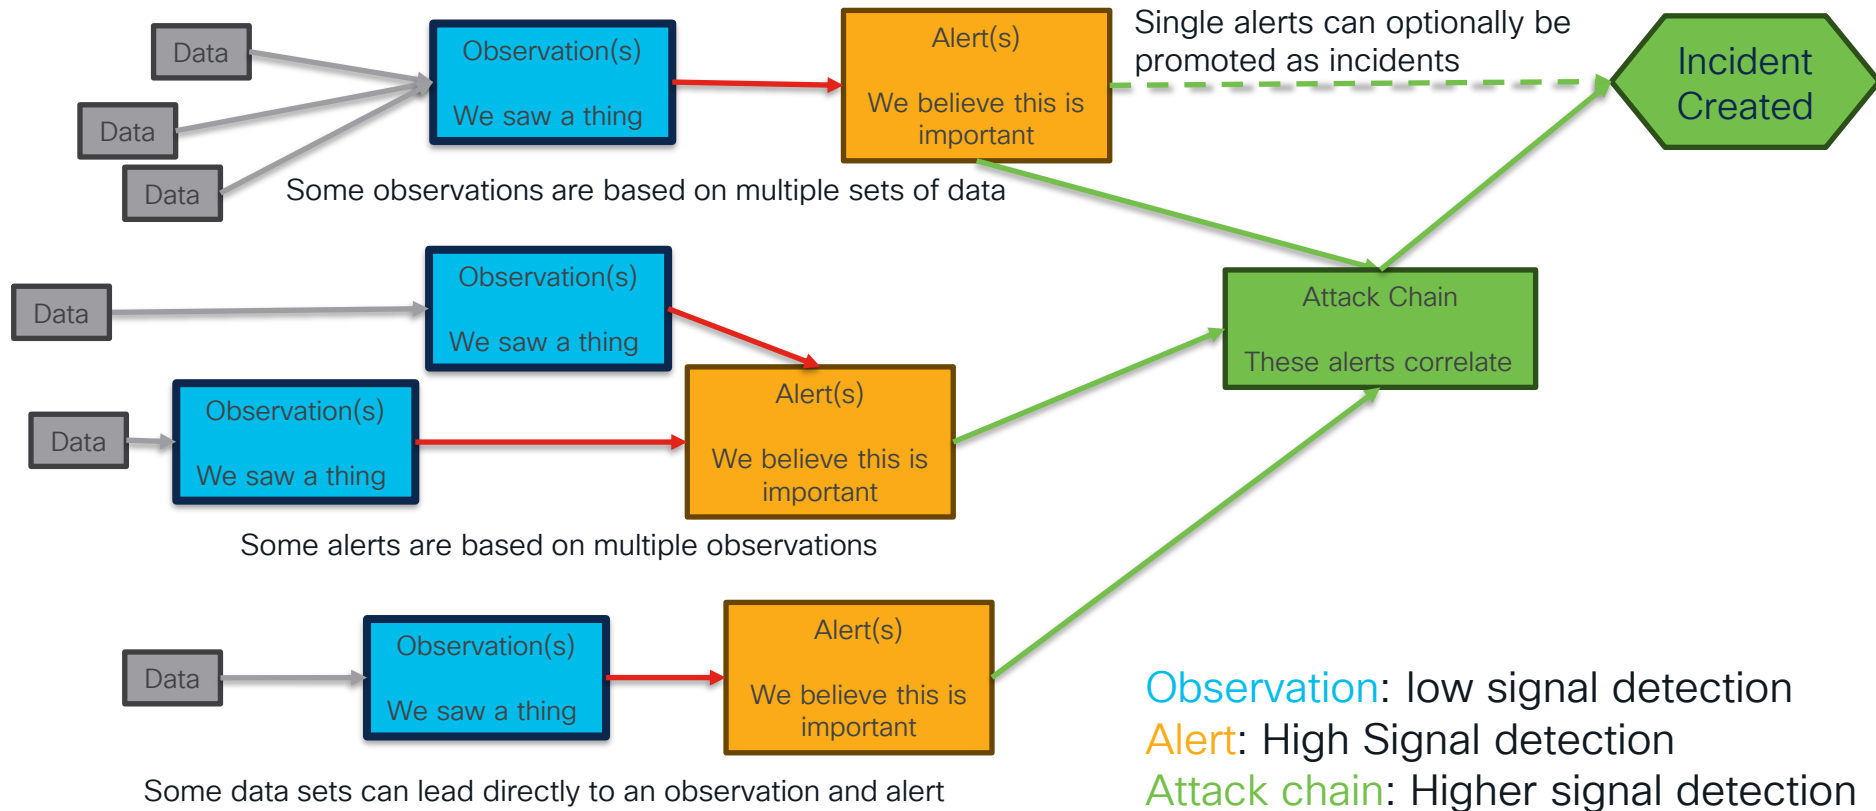 Data
Data
Data
Observation(s)
We saw a thing
Alert(s)
We believe this is
important
Single alerts can optionally be
promoted as incidents
Incident
Created
Some observations are based on multiple sets of data
Data
Observation(s)
We saw a thing
Data
Observation(s)
We saw a thing
Alert(s)
We believe this is
important
Attack Chain
These alerts correlate
Some alerts are based on multiple observations
Data
Observation(s)
We saw a thing
Alert(s)
We believe this is
important
Some data sets can lead directly to an observation and alert
Observation: low signal detection
Alert: High Signal detection
Attack chain: Higher signal detection